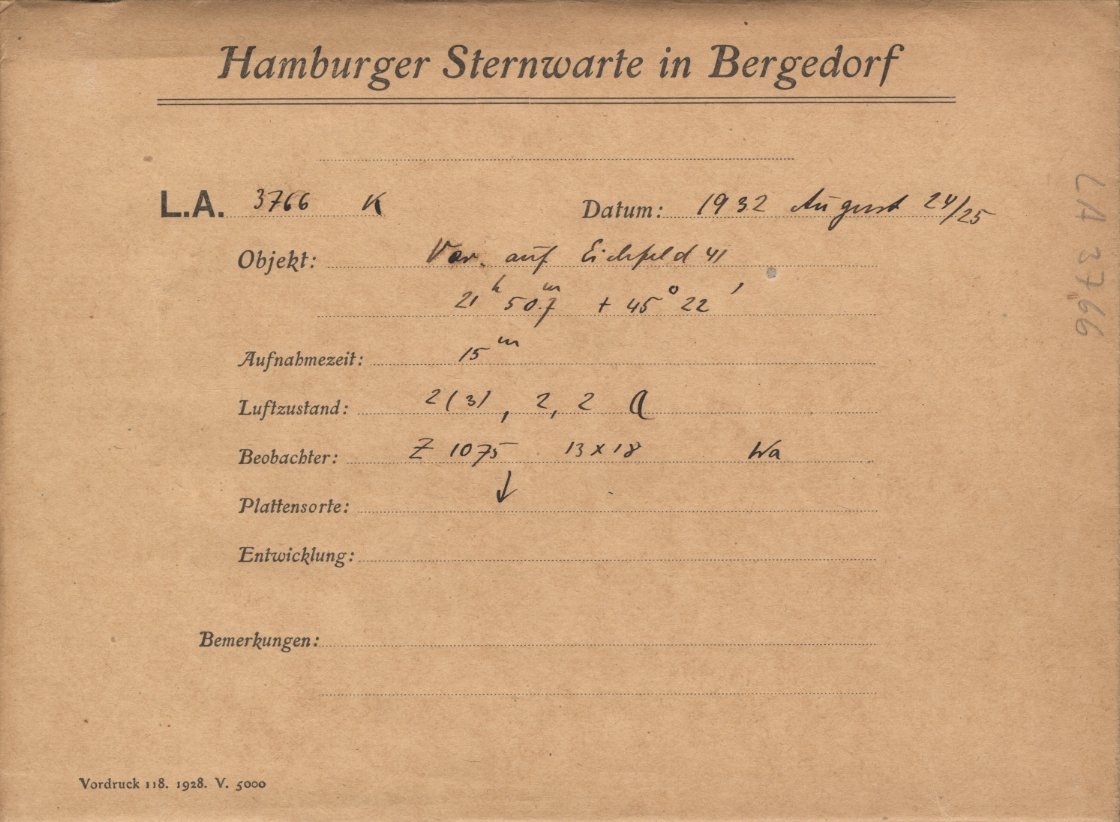 Hamburger Sternwarte in Bergedorf
L.A. 3766 K Datum: 1932 August 24/25
Objekt: Var. auf Eichfeld 41
21h 50m.7 + 45° 22'
Aufnahmezeit: 15m
Luftzustand: 2(3), 2, 2
Beobachter: Z 1075 13 x 18 Wa
Plattensorte: ↓
Entwicklung:
Bemerkungen:
Vordruck 118. 1928. V. 5000
LA 3766